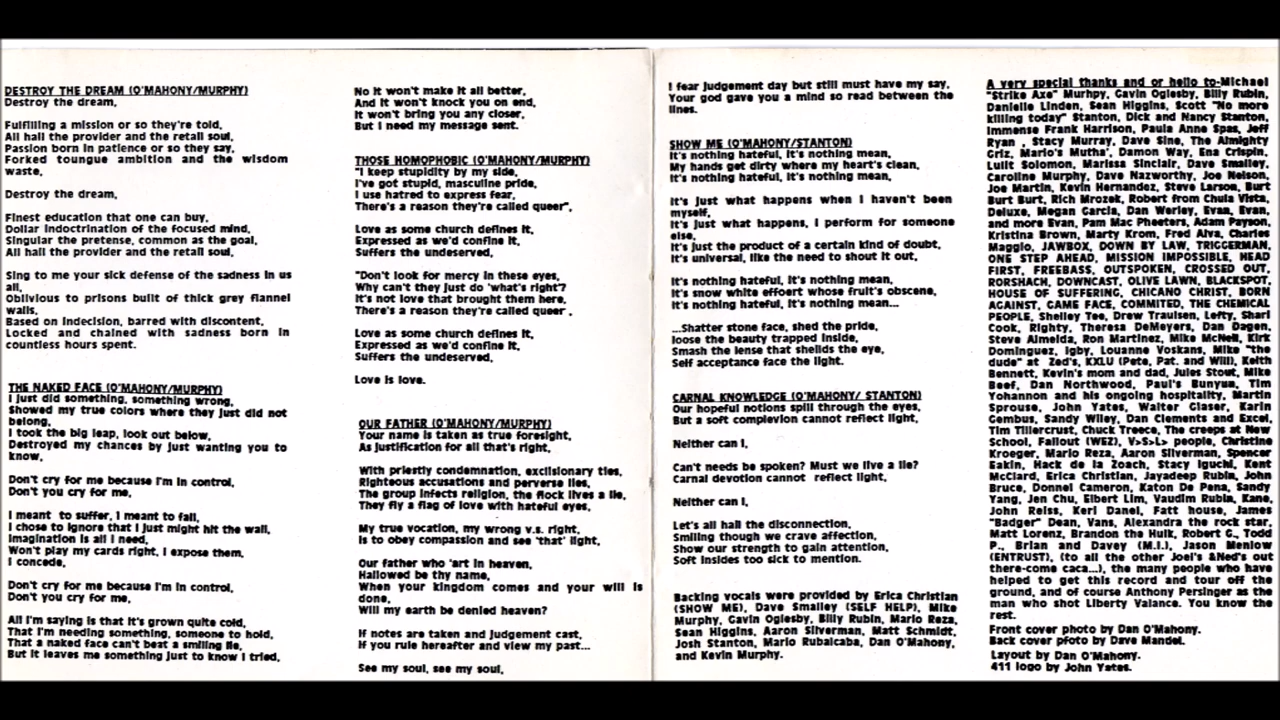 DESTROY THE DREAM (O'MAHONY/MURPHY)
Destroy the dream,
Fulfilling a mission or so they're told,
All hail the provider and the retail soul,
Passion born in patience or so they say,
Forked toungue ambition and the wisdom
waste,
Destroy the dream,
Finest education that one can buy,
Dollar indoctrination of the focused mind,
Singular the pretense, common as the goal,
All hail the provider and the retail soul,
Sing to me your sick defense of the sadness in us
all,
Oblivious to prisons built of thick grey flannel
walls,
Based on indecision, barred with discontent,
Locked and chained with sadness born in
countless hours spent.
THE NAKED FACE (O'MAHONY/MURPHY)
I just did something, something wrong,
Showed my true colors where they just did not
belong,
I took the big leap, look out below,
Destroyed my chances by just wanting you to
know,
Don't cry for me because I'm in control,
Don't you cry for me,
I meant to suffer, I meant to fall,
I chose to ignore that I just might hit the wall,
Imagination is all I need,
Won't play my cards right, I expose them,
I concede,
Don't cry for me because I'm in control,
Don't you cry for me,
All I'm saying is that it's grown quite cold,
That I'm needing something, someone to hold,
That a naked face can't beat a smiling lie,
But it leaves me something just to know I tried,
No it won't make it all better,
And it won't knock you on end,
It won't bring you any closer,
But I need my message sent.
THOSE HOMOPHOBIC (O'MAHONY/MURPHY)
"I keep stupidity by my side,
I've got stupid, masculine pride,
I use hatred to express fear,
There's a reason they're called queer",
Love as some church defines it,
Expressed as we'd confine it,
Suffers the undeserved,
"Don't look for mercy in these eyes,
Why can't they just do 'what's right'?
It's not love that brought them here,
There's a reason they're called queer ,
Love as some church defines it,
Expressed as we'd confine it,
Suffers the undeserved,
Love is love.
OUR FATHER (O'MAHONY/MURPHY)
Your name is taken as true foresight,
As justification for all that's right,
With priestly condemnation, exclisionary ties,
Righteous accusations and perverse lies,
The group infects religion, the flock lives a lie,
They fly a flag of love with hateful eyes,
My true vocation, my wrong v.s. right,
Is to obey compassion and see 'that' light,
Our father who 'art in heaven,
Hallowed be thy name,
When your kingdom comes and your will is
done,
Will my earth be denied heaven?
If notes are taken and judgement cast,
If you rule hereafter and view my past...
See my soul, see my soul,
I fear judgement day but still must have my say,
Your god gave you a mind so read between the
lines.
SHOW ME (O'MAHONY/STANTON)
It's nothing hateful, it's nothing mean,
My hands get dirty where my heart's clean,
It's nothing hateful, it's nothing mean,
It's just what happens when I haven't been
myself,
It's just what happens, I perform for someone
else,
It's just the product of a certain kind of doubt,
It's universal, like the need to shout it out,
It's nothing hateful, it's nothing mean,
It's snow white effoert whose fruit's obscene,
It's nothing hateful, it's nothing mean...
...Shatter stone face, shed the pride,
loose the beauty trapped inside,
Smash the lense that sheilds the eye,
Self acceptance face the light.
CARNAL KNOWLEDGE (O'MAHONY/ STANTON)
Our hopeful notions spill through the eyes,
But a soft complevion cannot reflect light,
Neither can I,
Can't needs be spoken? Must we live a lie?
Carnal devotion cannot reflect light,
Neither can I,
Let's all hail the disconnection,
Smiling though we crave affection,
Show our strength to gain attention,
Soft insides too sick to mention.
Backing vocals were provided by Erica Christian
(SHOW ME), Dave Smalley (SELF HELP), Mike
Murphy, Gavin Oglesby, Billy Rubin, Mario Reza,
Sean Higgins, Aaron Silverman, Matt Schmidt,
Josh Stanton, Mario Rubalcaba, Dan O'Mahony,
and Kevin Murphy.
A very special thanks and or hello to-Michael
"Strike Axe" Murhpy, Gavin Oglesby, Billy Rubin,
Danielle Linden, Sean Higgins, Scott "No more
killing today" Stanton, Dick and Nancy Stanton,
Immense Frank Harrison, Paula Anne Spas, Jeff
Ryan , Stacy Murray, Dave Sine, The Almighty
Griz, Mario's Mutha', Damon Way, Ena Crispin,
Lulit Solomon, Marissa Sinclair, Dave Smalley,
Caroline Murphy, Dave Nazworthy, Joe Nelson,
Joe Martin, Kevin Hernandez, Steve Larson, Burt
Burt Burt, Rich Mrozek, Robert from Chula Vista,
Deluxe, Megan Garcia, Dan Werley, Evan, Evan,
and more Evan, Pam Mac Pheeters, Adam Payson,
Kristina Brown, Marty Krom, Fred Alva, Charles
Maggio, JAWBOX, DOWN BY LAW, TRIGGERMAN,
ONE STEP AHEAD, MISSION IMPOSSIBLE, HEAD
FIRST, FREEBASS, OUTSPOKEN, CROSSED OUT,
RORSHACH, DOWNCAST, OLIVE LAWN, BLACKSPOT,
HOUSE OF SUFFERING, CHICANO CHRIST, BORN
AGAINST, GAME FACE, COMMITED, THE CHEMICAL
PEOPLE, Shelley Tee, Drew Traulsen, Lefty, Shari
Cook, Righty, Theresa DeMeyers, Dan Dagen,
Steve Almeida, Ron Martinez, Mike McNeil, Kirk
Dominguez, Igby, Louanne Voskans, Mike "the
dude" at Zed's, KXLU (Pete, Pat. and Will), Keith
Bennett, Kevin's mom and dad, Jules Stout, Mike
Beef, Dan Northwood, Paul's Bunyun, Tim
Yohannon and his ongoing hospitality, Martin
Sprouse, John Yates, Walter Glaser, Karin
Gembus, Sandy Wiley, Dan Clements and Excel,
Tim Tillercrust, Chuck Treece, The creeps at New
School, Fallout (WEZ), V>S>L> people, Christine
Kroeger, Mario Reza, Aaron Silverman, Spencer
Eakin, Hack de la Zoach, Stacy Iguchi, Kent
McClard, Erica Christian, Jayadeep Rubin, John
Bruce, Donnel Cameron, Katon De Pena, Sandy
Yang, Jen Chu, Elbert Lim, Vaudim Rubin, Kane,
John Reiss, Keri Danel, Fatt house, James
"Badger" Dean, Vans, Alexandra the rock star,
Matt Lorenz, Brandon the Hulk, Robert G., Todd
P., Brian and Davey (M.I.), Jason Menlow
(ENTRUST), (to all the other Joel's &Ned's out
there-come caca...), the many people who have
helped to get this record and tour off the
ground, and of course Anthony Persinger as the
man who shot Liberty Valance. You know the
rest.
Front cover photo by Dan O'Mahony.
Back cover pfoto by Dave Mandel.
Layout by Dan O'Mahony.
411 logo by John Yates.